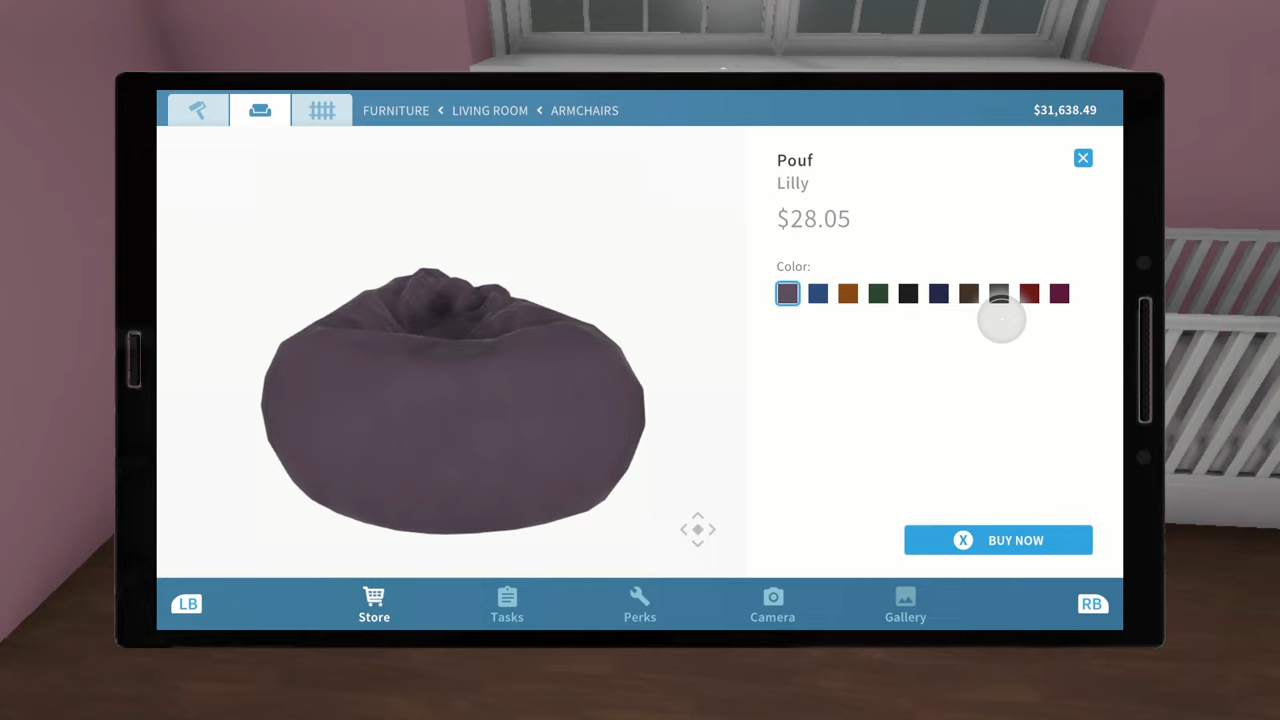 FURNITURE < LIVING ROOM < ARMCHAIRS
$31,638.49
Pouf
Lilly
$28.05
Color:
X BUY NOW
LB
Store
Tasks
Perks
Camera
Gallery
RB